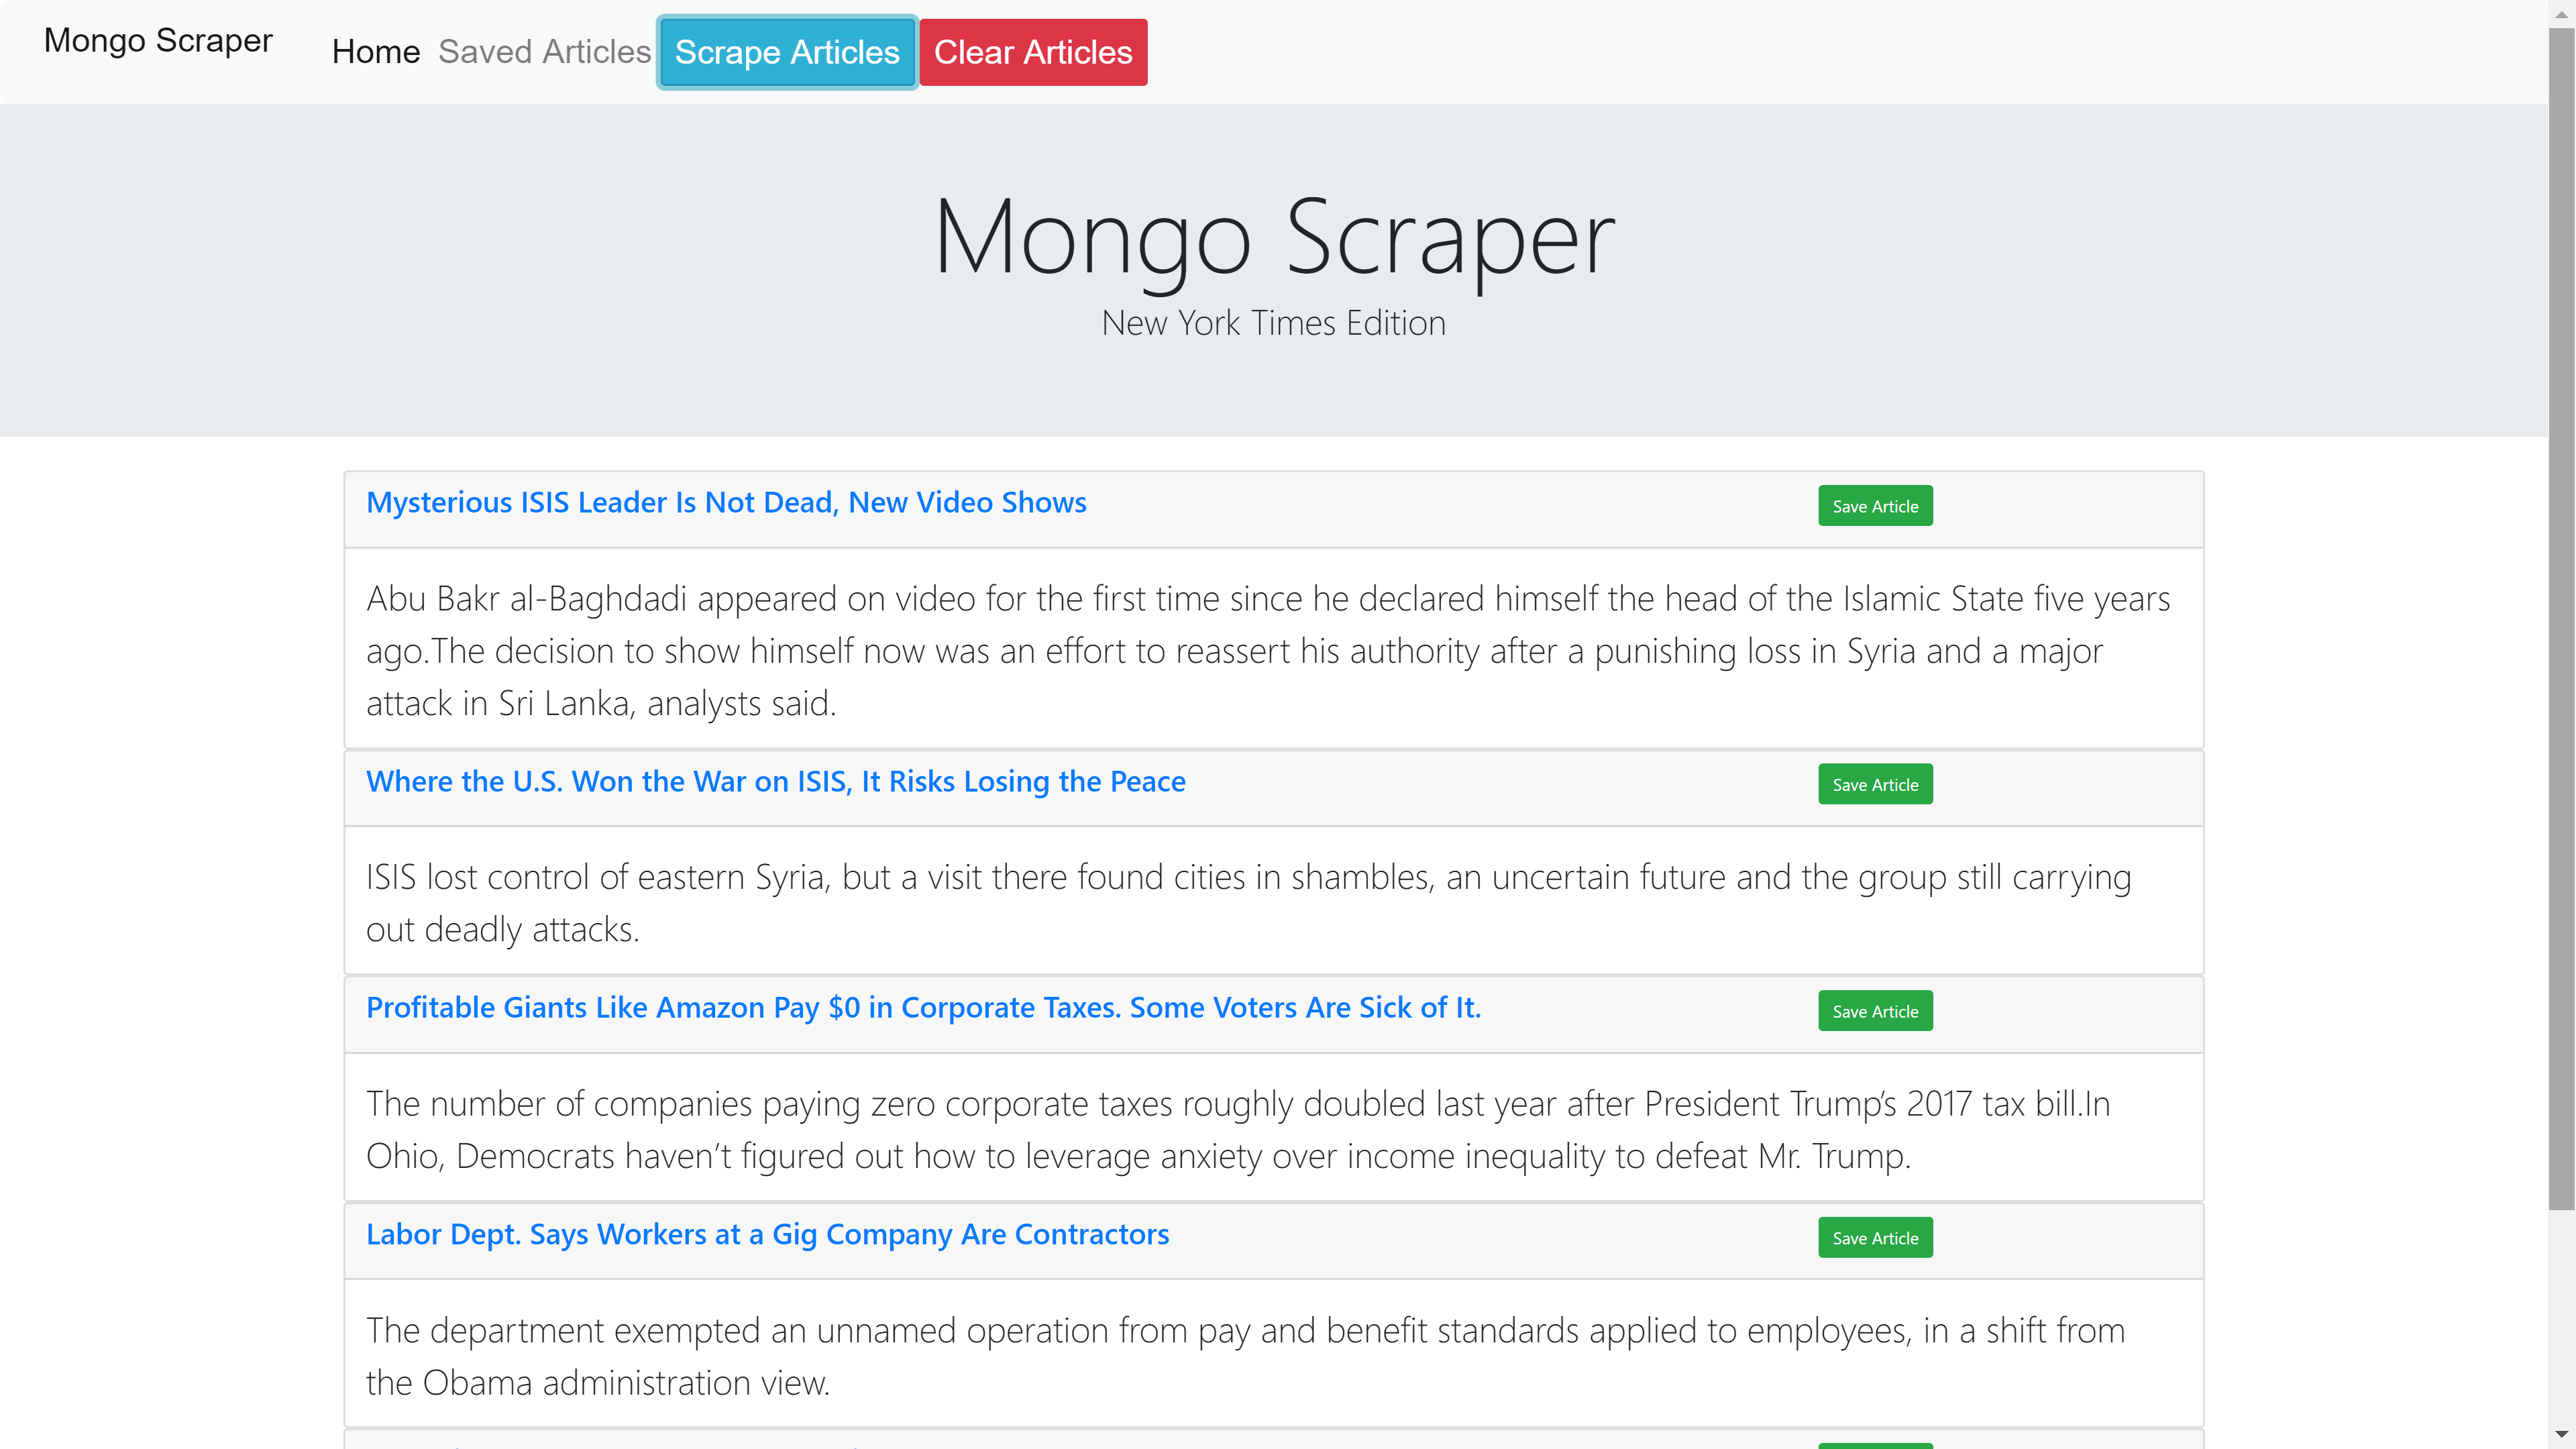 Mongo Scraper Home Saved Articles Scrape Articles Clear Articles
Mongo Scraper
New York Times Edition
Mysterious ISIS Leader Is Not Dead, New Video Shows Save Article
Abu Bakr al-Baghdadi appeared on video for the first time since he declared himself the head of the Islamic State five years
ago.The decision to show himself now was an effort to reassert his authority after a punishing loss in Syria and a major
attack in Sri Lanka, analysts said.
Where the U.S. Won the War on ISIS, It Risks Losing the Peace Save Article
ISIS lost control of eastern Syria, but a visit there found cities in shambles, an uncertain future and the group still carrying
out deadly attacks.
Profitable Giants Like Amazon Pay $0 in Corporate Taxes. Some Voters Are Sick of It. Save Article
The number of companies paying zero corporate taxes roughly doubled last year after President Trump’s 2017 tax bill.In
Ohio, Democrats haven’t figured out how to leverage anxiety over income inequality to defeat Mr. Trump.
Labor Dept. Says Workers at a Gig Company Are Contractors Save Article
The department exempted an unnamed operation from pay and benefit standards applied to employees, in a shift from
the Obama administration view.